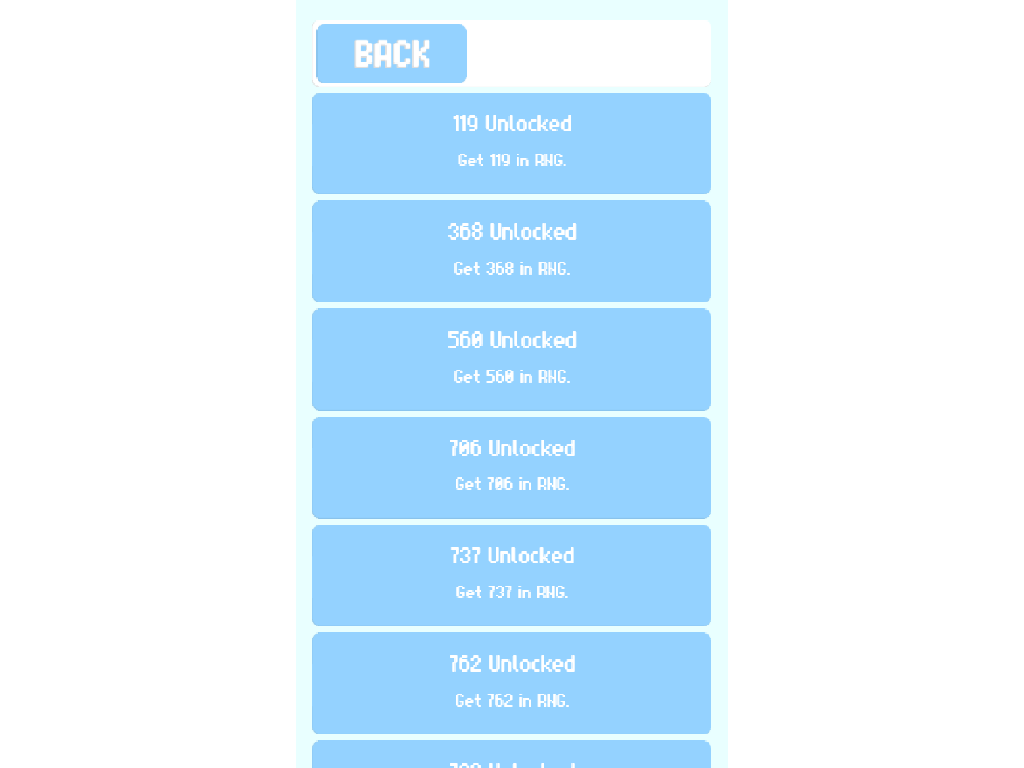 BACK
119 Unlocked
Get 119 in RNG.
368 Unlocked
Get 368 in RNG.
560 Unlocked
Get 560 in RNG.
706 Unlocked
Get 706 in RNG.
737 Unlocked
Get 737 in RNG.
762 Unlocked
Get 762 in RNG.
Unlocked